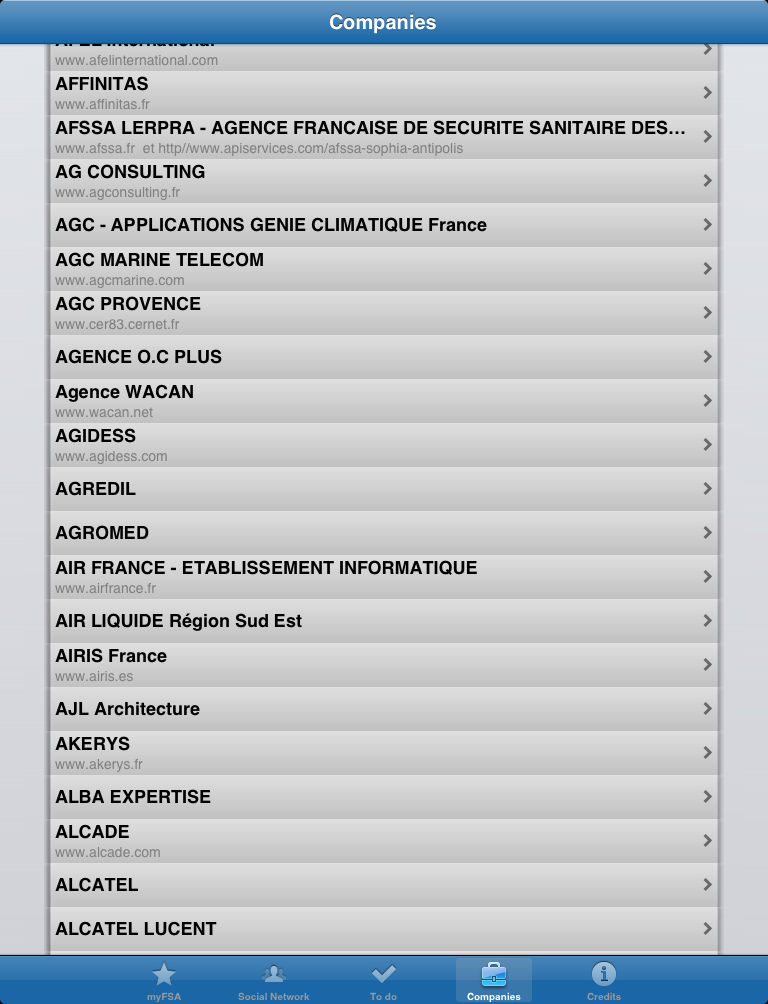 Companies
AFEL International
www.afelinternational.com
AFFINITAS
www.affinitas.fr
AFSSA LERPRA - AGENCE FRANCAISE DE SECURITE SANITAIRE DES...
www.afssa.fr  et http//www.apiservices.com/afssa-sophia-antipolis
AG CONSULTING
www.agconsulting.fr
AGC - APPLICATIONS GENIE CLIMATIQUE France
AGC MARINE TELECOM
www.agcmarine.com
AGC PROVENCE
www.cer83.cernet.fr
AGENCE O.C PLUS
Agence WACAN
www.wacan.net
AGIDESS
www.agidess.com
AGREDIL
AGROMED
AIR FRANCE - ETABLISSEMENT INFORMATIQUE
www.airfrance.fr
AIR LIQUIDE Région Sud Est
AIRIS France
www.airis.es
AJL Architecture
AKERYS
www.akerys.fr
ALBA EXPERTISE
ALCADE
www.alcade.com
ALCATEL
ALCATEL LUCENT
myFSA
Social Network
To do
Companies
Credits